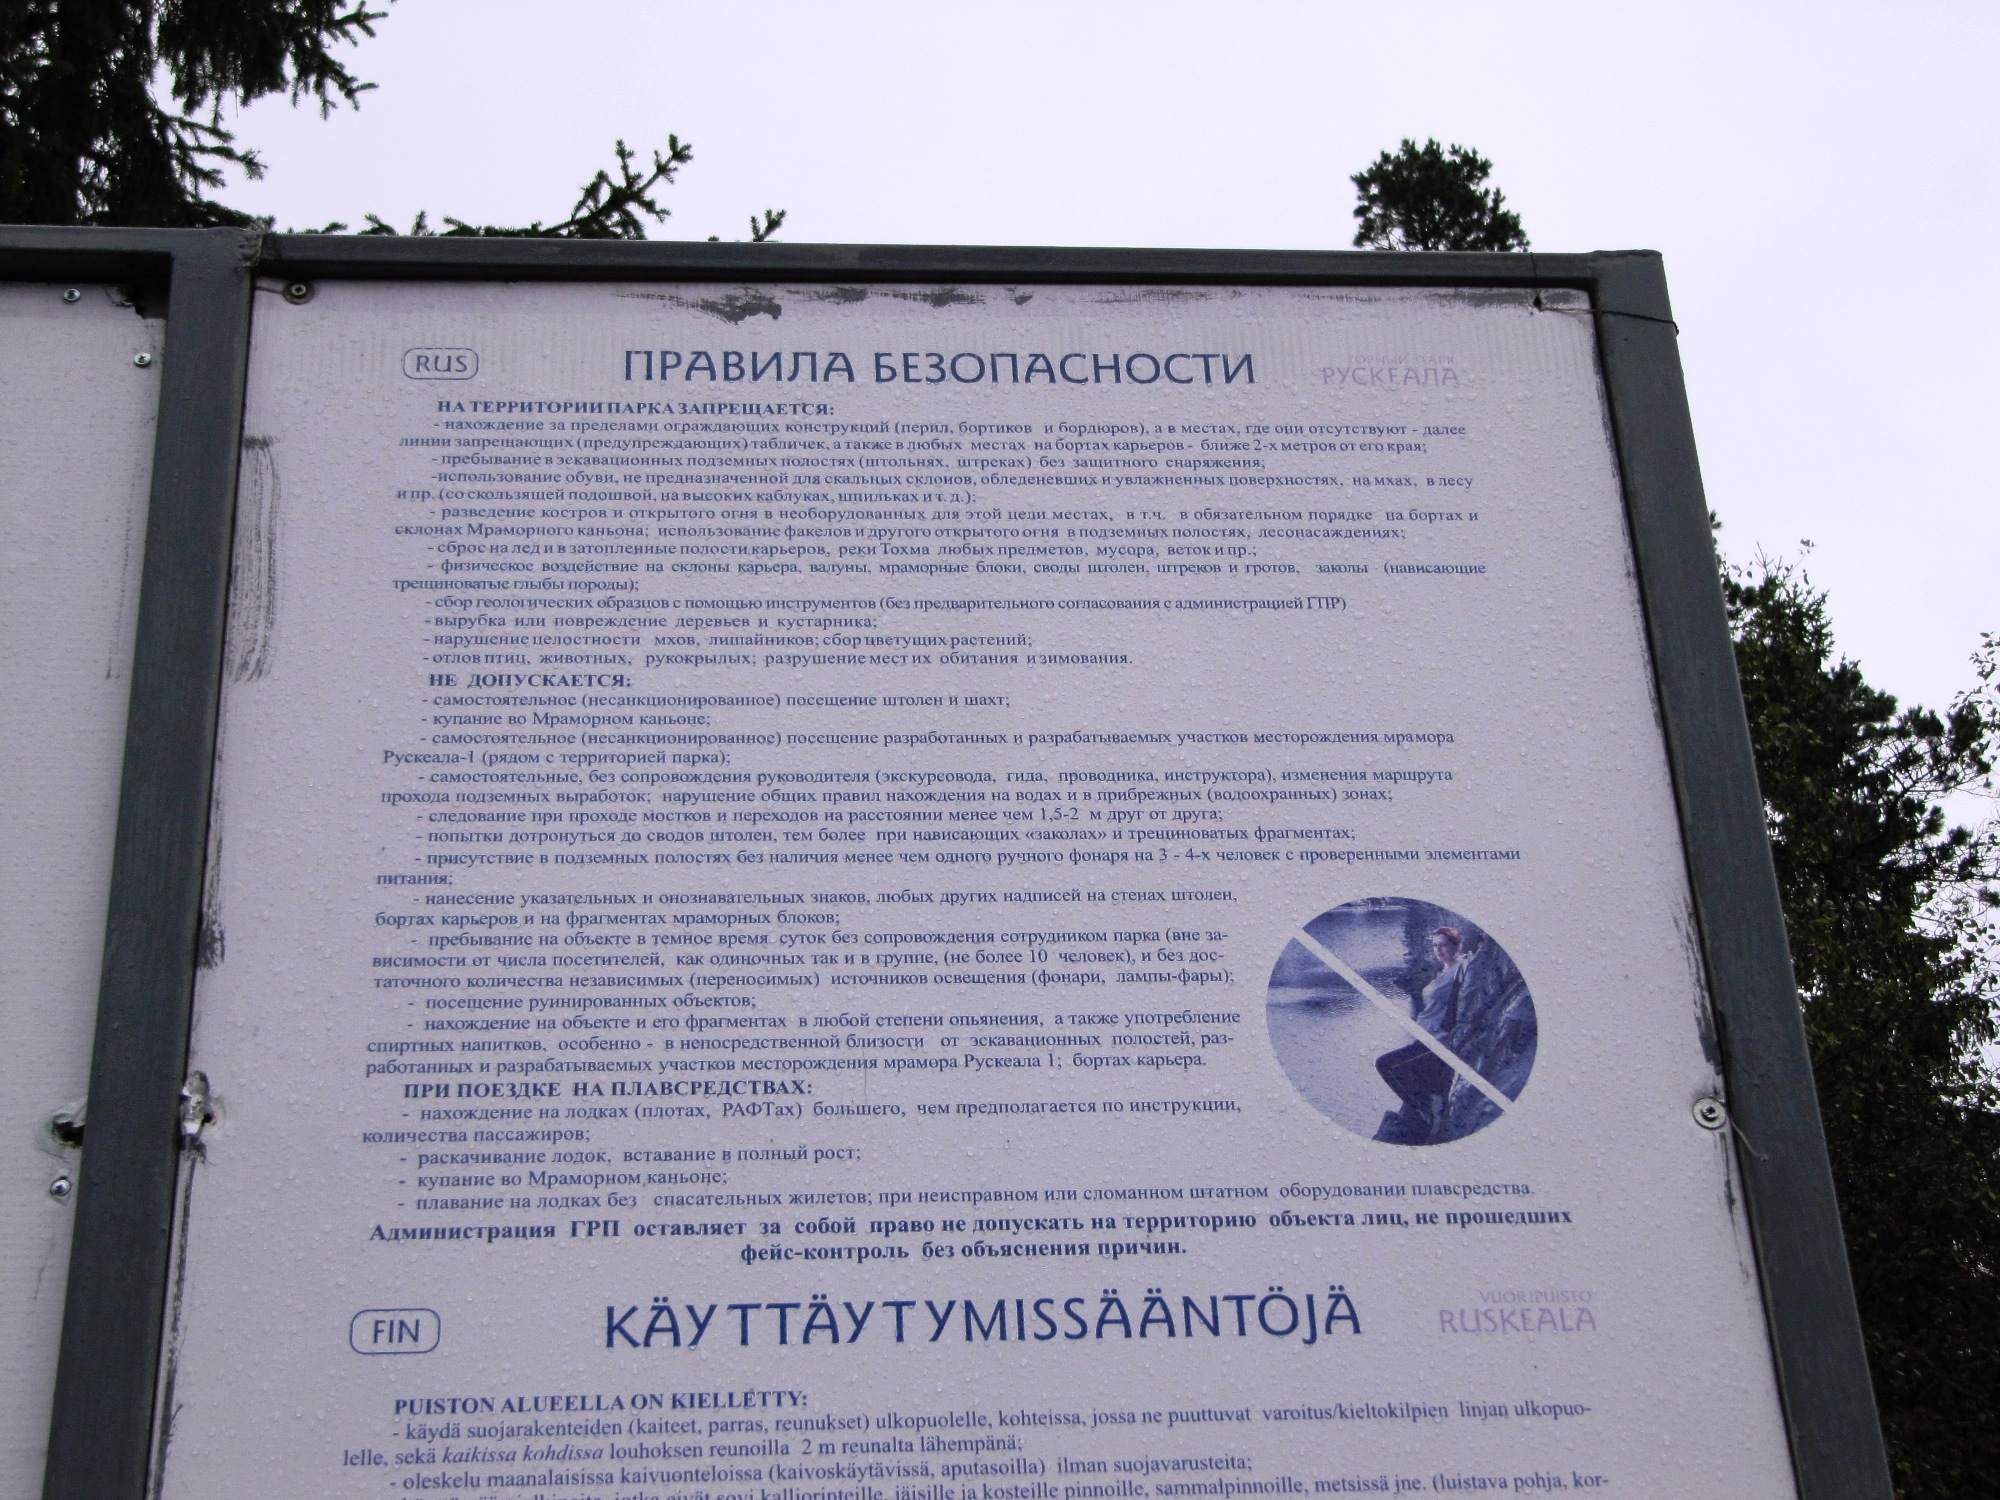 RUS
ПРАВИЛА БЕЗОПАСНОСТИ
ГОРНЫЙ ПАРК
РУСКЕАЛА
НА ТЕРРИТОРИИ ПАРКА ЗАПРЕЩАЕТСЯ:
- нахождение за пределами ограждающих конструкций (перил, бортиков и бордюров), а в местах, где они отсутствуют - далее
линии запрещающих (предупреждающих) табличек, а также в любых местах на бортах карьеров - ближе 2-х метров от его края;
- пребывание в эскавационных подземных полостях (штольнях, штреках) без защитного снаряжения;
-использование обуви, не предназначенной для скальных склонов, обледеневших и увлажненных поверхностях, на мхах, в лесу
и пр. (со скользящей подошвой, на высоких каблуках, шпильках и т. д.);
- разведение костров и открытого огня в необорудованных для этой цели местах, в т.ч. в обязательном порядке на бортах и
склонах Мраморного каньона; использование факелов и другого открытого огня в подземных полостях, лесонасаждениях;
- сброс на лед и в затопленные полости карьеров, реки Тохма любых предметов, мусора, веток и пр.;
- физическое воздействие на склоны карьера, валуны, мраморные блоки, своды штолен, штреков и гротов, заколы (нависающие
трещиноватые глыбы породы);
- сбор геологических образцов с помощью инструментов (без предварительного согласования с администрацией ГПР)
- вырубка или повреждение деревьев и кустарника;
- нарушение целостности мхов, лишайников; сбор цветущих растений;
- отлов птиц, животных, рукокрылых; разрушение мест их обитания и зимования.
НЕ ДОПУСКАЕТСЯ:
- самостоятельное (несанкционированное) посещение штолен и шахт;
- купание во Мраморном каньоне;
- самостоятельное (несанкционированное) посещение разработанных и разрабатываемых участков месторождения мрамора
Рускеала-1 (рядом с территорией парка);
- самостоятельные, без сопровождения руководителя (экскурсовода, гида, проводника, инструктора), изменения маршрута
прохода подземных выработок; нарушение общих правил нахождения на водах и в прибрежных (водоохранных) зонах;
- следование при проходе мостков и переходов на расстоянии менее чем 1,5-2 м друг от друга;
- попытки дотронуться до сводов штолен, тем более при нависающих «заколах» и трещиноватых фрагментах;
- присутствие в подземных полостях без наличия менее чем одного ручного фонаря на 3 - 4-х человек с проверенными элементами
питания;
- нанесение указательных и опознавательных знаков, любых других надписей на стенах штолен,
бортах карьеров и на фрагментах мраморных блоков;
- пребывание на объекте в темное время суток без сопровождения сотрудником парка (вне за-
висимости от числа посетителей, как одиночных так и в группе, (не более 10 человек), и без дос-
таточного количества независимых (переносимых) источников освещения (фонари, лампы-фары);
- посещение руинированных объектов;
- нахождение на объекте и его фрагментах в любой степени опьянения, а также употребление
спиртных напитков, особенно - в непосредственной близости от эскавационных полостей, раз-
работанных и разрабатываемых участков месторождения мрамора Рускеала 1; бортах карьера.
ПРИ ПОЕЗДКЕ НА ПЛАВСРЕДСТВАХ:
- нахождение на лодках (плотах, РАФТах) большего, чем предполагается по инструкции,
количества пассажиров;
- раскачивание лодок, вставание в полный рост;
- купание во Мраморном каньоне;
- плавание на лодках без спасательных жилетов; при неисправном или сломанном штатном оборудовании плавсредства.
Администрация ГРП оставляет за собой право не допускать на территорию объекта лиц, не прошедших
фейс-контроль без объяснения причин.
FIN
KÄYTTÄYTYMISSÄÄNTÖJÄ
VUORIPUISTO
RUSKEALA
PUISTON ALUEELLA ON KIELLETTY:
- käydä suojarakenteiden (kaiteet, parras, reunukset) ulkopuolelle, kohteissa, jossa ne puuttuvat varoitus/kieltokilpien linjan ulkopuo-
lelle, sekä kaikissa kohdissa louhoksen reunoilla 2 m reunalta lähempänä;
- oleskelu maanalaisissa kaivuonteloissa (kaivoskäytävissä, aputasoilla) ilman suojavarusteita;
jotka eivät sovi kalliorinteille, jäisille ja kosteille pinnoille, sammalpinnoille, metsissä jne. (luistava pohja, kor-